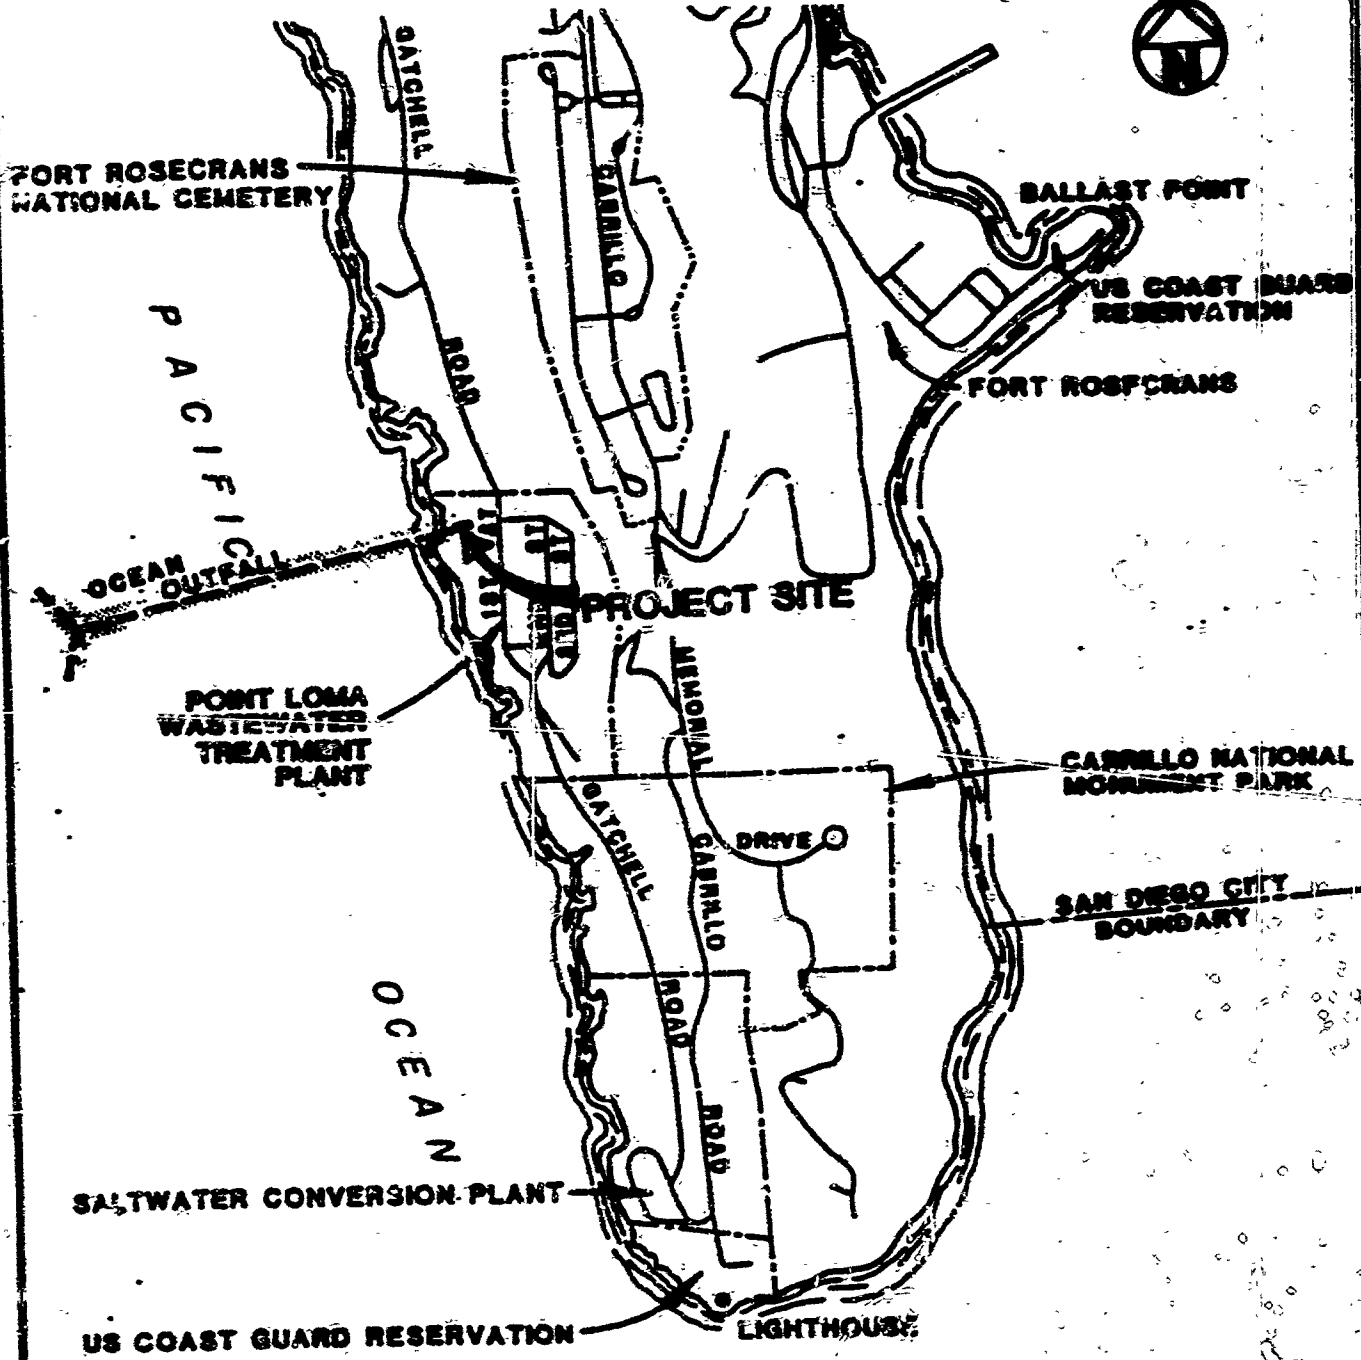 N
GATCHELL
FORT ROSECRANS
NATIONAL CEMETERY
CABRILLO
BALLAST POINT
US COAST GUARD
RESERVATION
ROAD
FORT ROSECRANS
PACIFIC
OCEAN
OUTFALL
PROJECT SITE
POINT LOMA
WASTEWATER
TREATMENT
PLANT
MEMORIAL
CABRILLO NATIONAL
MONUMENT PARK
GATCHELL
DRIVE
CABRILLO
SAN DIEGO CITY
BOUNDARY
OCEAN
ROAD
ROAD
SALTWATER CONVERSION PLANT
US COAST GUARD RESERVATION
LIGHTHOUSE